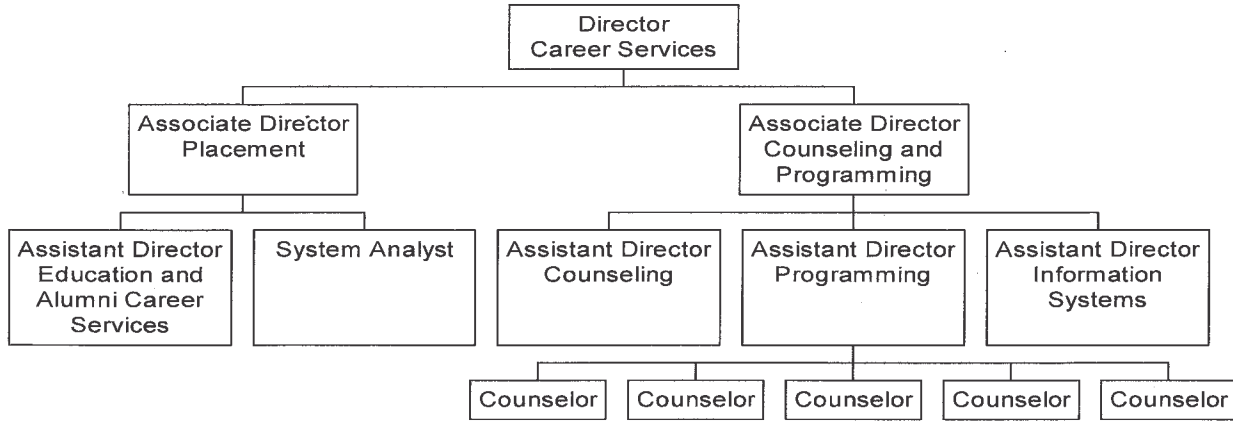 Director
Career Services
Associate Director
Placement
Associate Director
Counseling and
Programming
Assistant Director
Education and
Alumni Career
Services
System Analyst
Assistant Director
Counseling
Assistant Director
Programming
Assistant Director
Information
Systems
Counselor
Counselor
Counselor
Counselor
Counselor